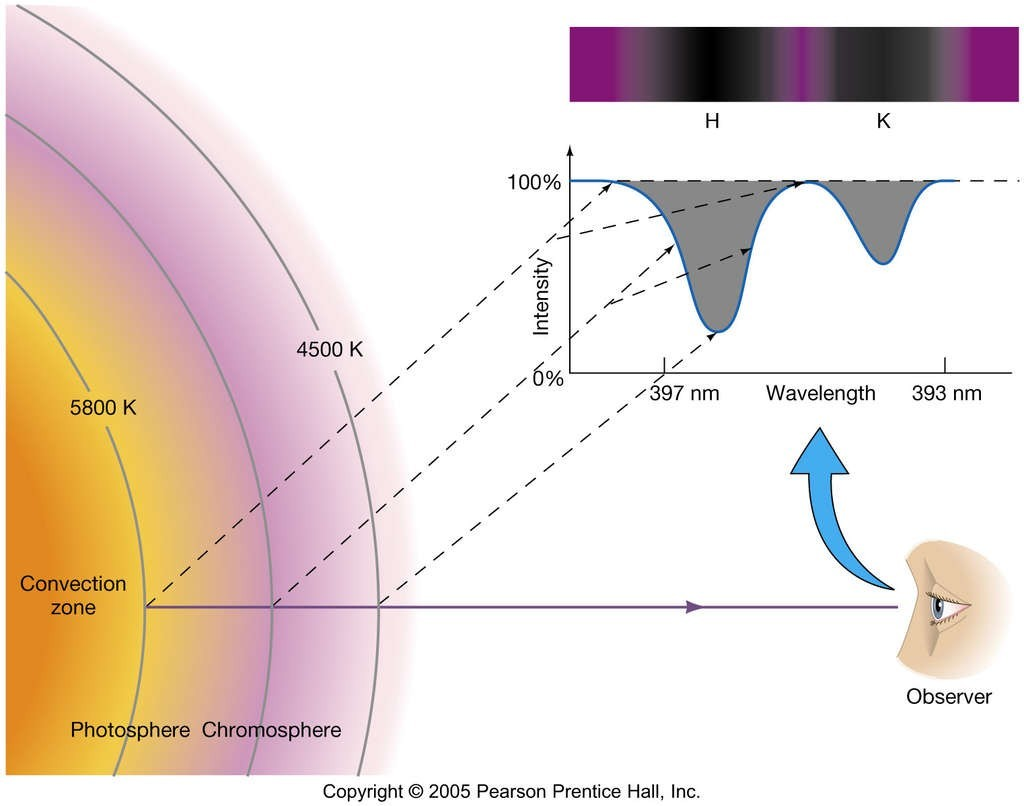 H
K
100%
Intensity
4500 K
0%
397 nm
Wavelength
393 nm
5800 K
Convection
zone
Observer
Photosphere
Chromosphere
Copyright © 2005 Pearson Prentice Hall, Inc.